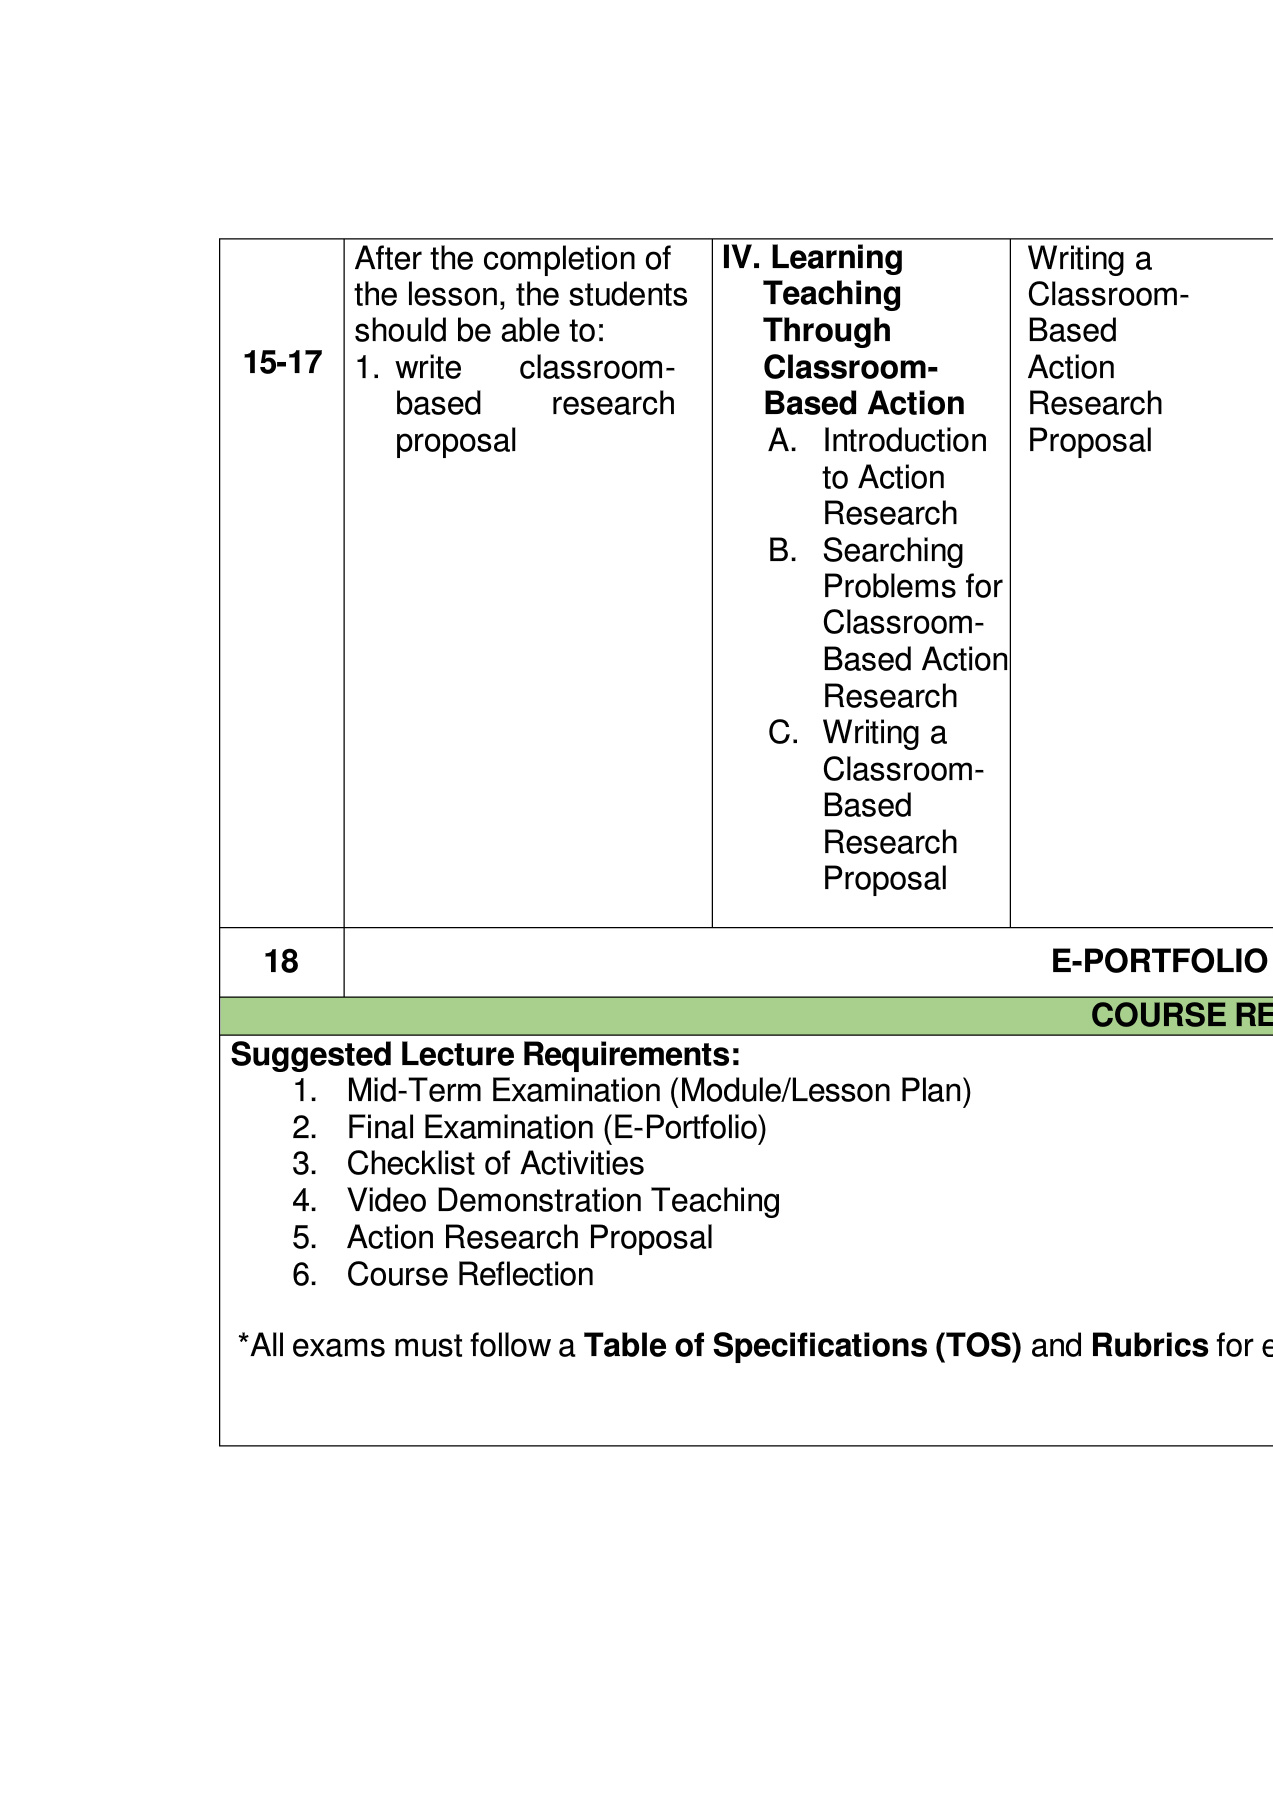 15-17
After the completion of
the lesson, the students
should be able to:
1. write classroom-
based research
proposal
IV. Learning
Teaching
Through
Classroom-
Based Action
A. Introduction
to Action
Research
B. Searching
Problems for
Classroom-
Based Action
Research
C. Writing a
Classroom-
Based
Research
Proposal
Writing a
Classroom-
Based
Action
Research
Proposal
18
E-PORTFOLIO
COURSE RE
Suggested Lecture Requirements:
1. Mid-Term Examination (Module/Lesson Plan)
2. Final Examination (E-Portfolio)
3. Checklist of Activities
4. Video Demonstration Teaching
5. Action Research Proposal
6. Course Reflection
*All exams must follow a Table of Specifications (TOS) and Rubrics for e